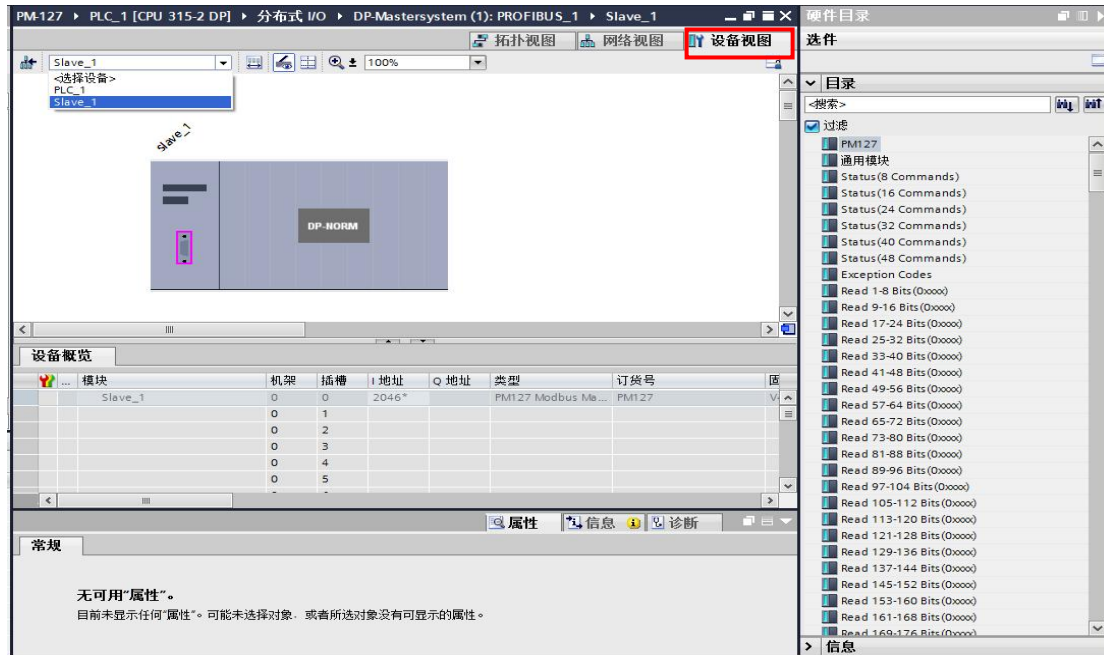 PM-127 ▸ PLC_1 [CPU 315-2 DP] ▸ 分布式 I/O ▸ DP-Mastersystem (1): PROFIBUS_1 ▸ Slave_1
硬件目录
拓扑视图 网络视图 设备视图
选件
Slave_1
100%
<选择设备>
PLC_1
Slave_1
slave_1
DP-NORM
目录
<搜索>
过滤
PM127
通用模块
Status(8 Commands)
Status(16 Commands)
Status(24 Commands)
Status(32 Commands)
Status(40 Commands)
Status(48 Commands)
Exception Codes
Read 1-8 Bits(0xxxx)
Read 9-16 Bits(0xxxx)
Read 17-24 Bits(0xxxx)
Read 25-32 Bits(0xxxx)
Read 33-40 Bits(0xxxx)
Read 41-48 Bits(0xxxx)
Read 49-56 Bits(0xxxx)
Read 57-64 Bits(0xxxx)
Read 65-72 Bits(0xxxx)
Read 73-80 Bits(0xxxx)
Read 81-88 Bits(0xxxx)
Read 89-96 Bits(0xxxx)
Read 97-104 Bits(0xxxx)
Read 105-112 Bits(0xxxx)
Read 113-120 Bits(0xxxx)
Read 121-128 Bits(0xxxx)
Read 129-136 Bits(0xxxx)
Read 137-144 Bits(0xxxx)
Read 145-152 Bits(0xxxx)
Read 153-160 Bits(0xxxx)
Read 161-168 Bits(0xxxx)
Read 169-176 Bits(0xxxx)
信息
设备概览
... 模块 机架 插槽 I 地址 Q 地址 类型 订货号
Slave_1 0 0 2046* PM127 Modbus Ma... PM127
0 1
0 2
0 3
0 4
0 5
属性 信息 诊断
常规
无可用“属性”。
目前未显示任何“属性”。可能未选择对象，或者所选对象没有可显示的属性。